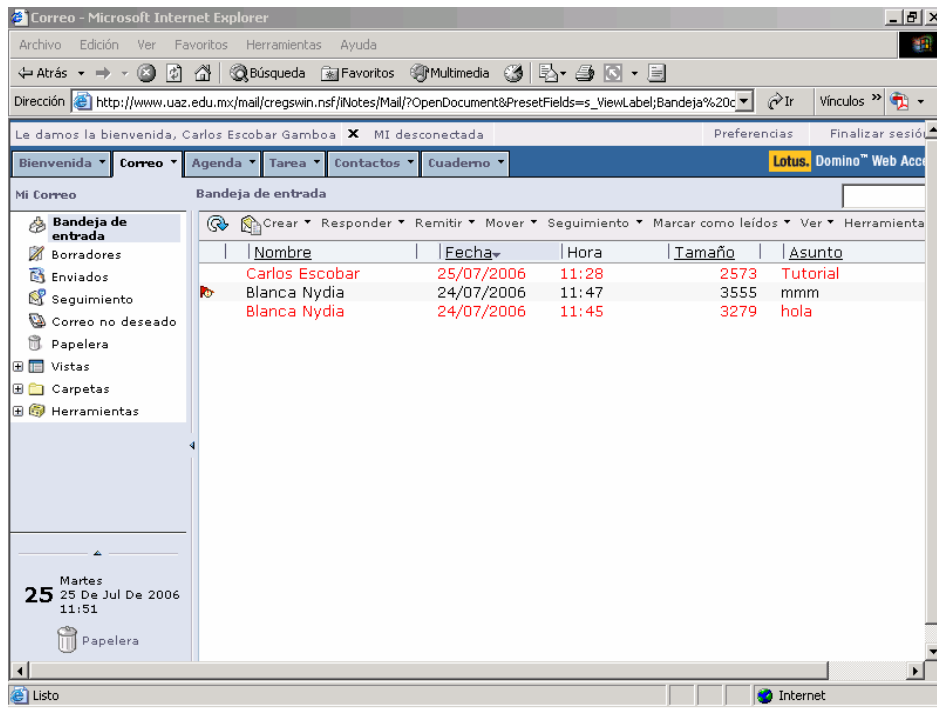 Correo - Microsoft Internet Explorer
Archivo Edición Ver Favoritos Herramientas Ayuda
Atrás Búsqueda Favoritos Multimedia
Dirección http://www.uaz.edu.mx/mail/cregswin.nsf/iNotes/Mail/?OpenDocument&PresetFields=s_ViewLabel;Bandeja%20c Ir Vínculos »
Le damos la bienvenida, Carlos Escobar Gamboa X MI desconectada Preferencias Finalizar sesión
Bienvenida Correo Agenda Tarea Contactos Cuaderno Lotus. Domino™ Web Acce
Mi Correo Bandeja de entrada
Crear Responder Remitir Mover Seguimiento Marcar como leídos Ver Herramienta
Bandeja de
entrada
Borradores
Enviados
Seguimiento
Correo no deseado
Papelera
Vistas
Carpetas
Herramientas
Nombre Fecha Hora Tamaño Asunto
Carlos Escobar 25/07/2006 11:28 2573 Tutorial
Blanca Nydia 24/07/2006 11:47 3555 mmm
Blanca Nydia 24/07/2006 11:45 3279 hola
Martes
25 25 De Jul De 2006
11:51
Papelera
Listo Internet